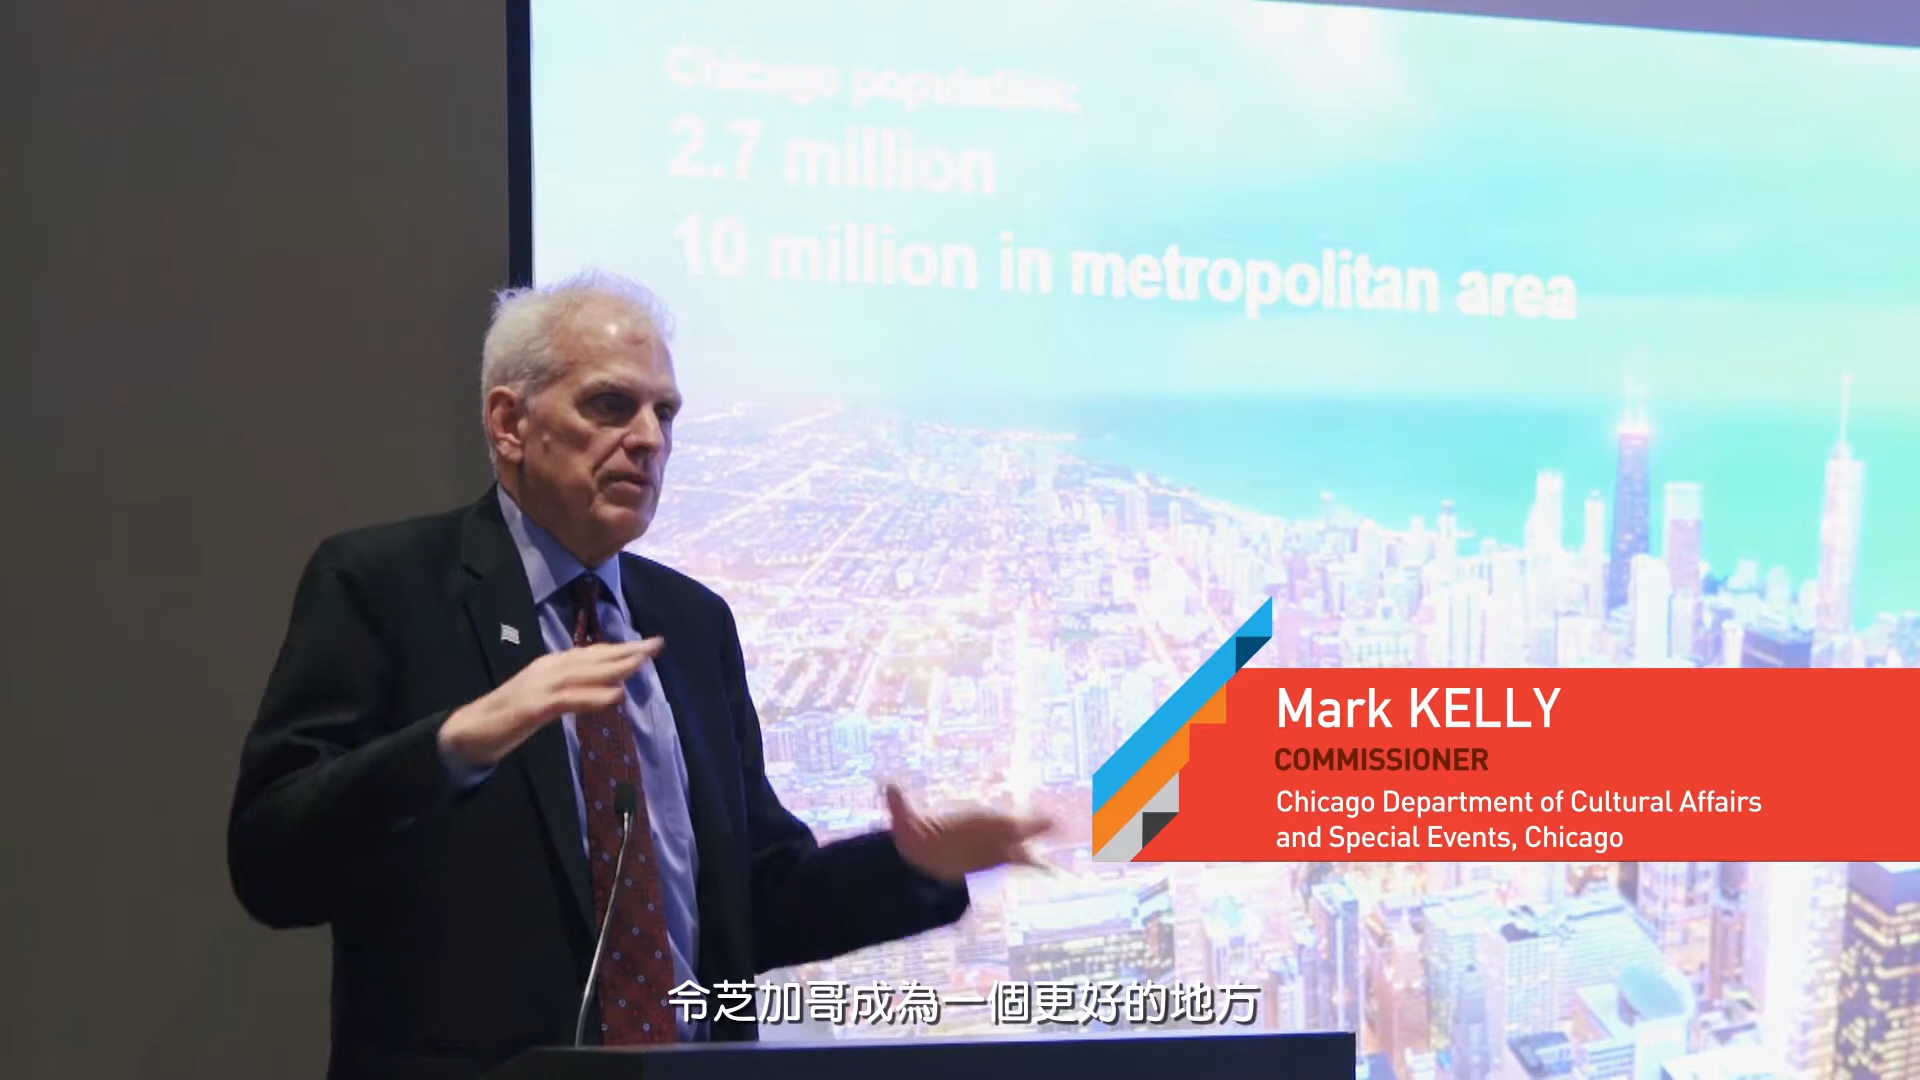 Chicago population:
2.7 million
10 million in metropolitan area
Mark KELLY
COMMISSIONER
Chicago Department of Cultural Affairs
and Special Events, Chicago
令芝加哥成為一個更好的地方